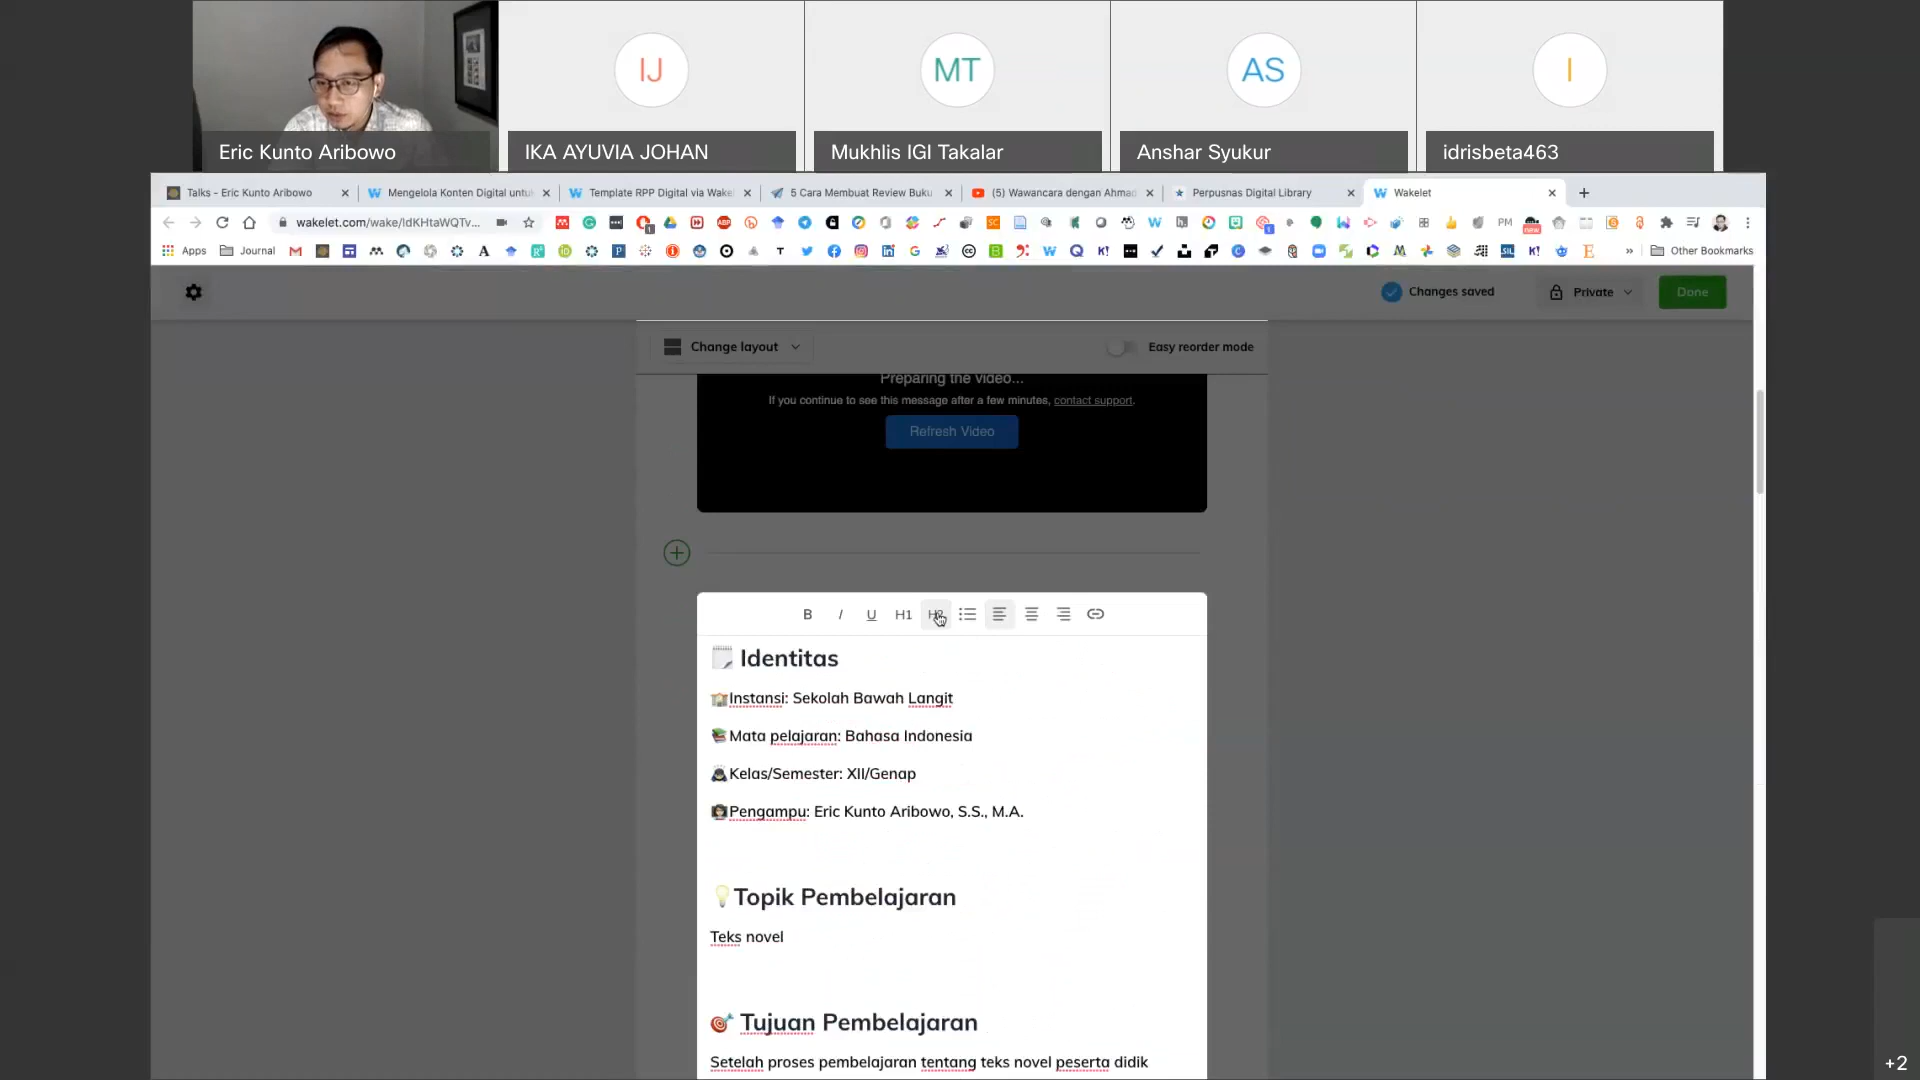 IJ
MT
AS
I
Eric Kunto Aribowo
IKA AYUVIA JOHAN
Mukhlis IGI Takalar
Anshar Syukur
idrisbeta463
Talks - Eric Kunto Aribowo
Mengelola Konten Digital untu
Template RPP Digital via Wake
5 Cara Membuat Review Buku
(5) Wawancara dengan Ahmad
Perpusnas Digital Library
Wakelet
wakelet.com/wake/IdKHtaWQTv...
Apps
Journal
Other Bookmarks
Changes saved
Private
Done
Change layout
Easy reorder mode
Preparing the video...
If you continue to see this message after a few minutes, contact support.
Refresh Video
B I U H1
Identitas
Instansi: Sekolah Bawah Langit
Mata pelajaran: Bahasa Indonesia
Kelas/Semester: XII/Genap
Pengampu: Eric Kunto Aribowo, S.S., M.A.
Topik Pembelajaran
Teks novel
Tujuan Pembelajaran
Setelah proses pembelajaran tentang teks novel peserta didik
+2